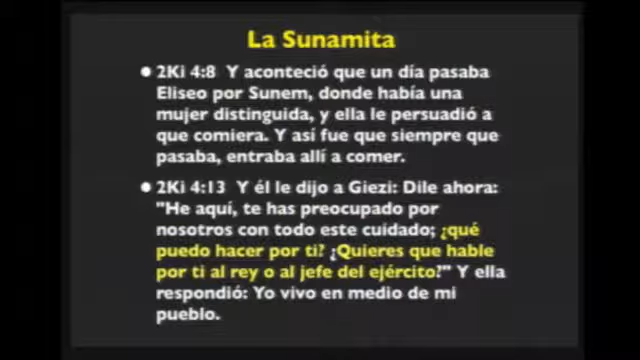 La Sunamita
● 2Ki 4:8 Y aconteció que un día pasaba
Eliseo por Sunem, donde había una
mujer distinguida, y ella le persuadió a
que comiera. Y así fue que siempre que
pasaba, entraba allí a comer.
● 2Ki 4:13 Y él le dijo a Giezi: Dile ahora:
"He aquí, te has preocupado por
nosotros con todo este cuidado; ¿qué
puedo hacer por ti? ¿Quieres que hable
por ti al rey o al jefe del ejército?" Y ella
respondió: Yo vivo en medio de mi
pueblo.